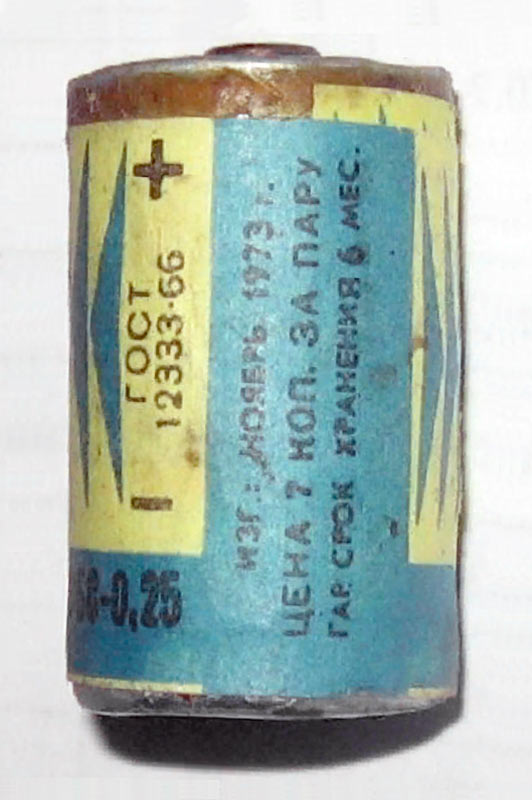 +
ГОСТ
12333-66
−
ИЗГ.: НОЯБРЬ 1973 г.
ЦЕНА 7 КОП. ЗА ПАРУ
ГАР. СРОК ХРАНЕНИЯ 6 МЕС.
-0,25